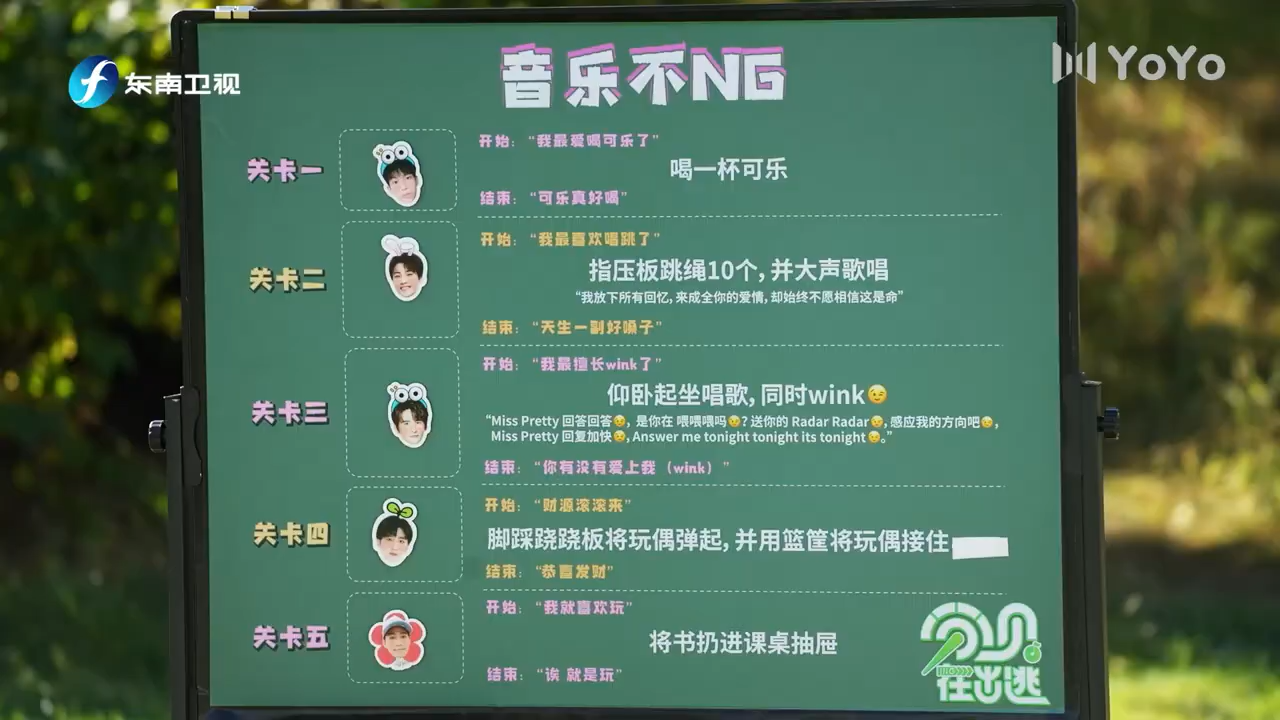 东南卫视
YoYo
音乐不NG
关卡一
开始：“我最爱喝可乐了”
喝一杯可乐
结束：“可乐真好喝”
关卡二
开始：“我最喜欢唱跳了”
指压板跳绳10个，并大声歌唱
“我放下所有回忆，来成全你的爱情，却始终不愿相信这是命”
结束：“天生一副好嗓子”
关卡三
开始：“我最擅长wink了”
仰卧起坐唱歌，同时wink😉
“Miss Pretty 回答回答😉，是你在 喂喂喂吗😉？送你的 Radar Radar😉，感应我的方向吧😉，
Miss Pretty 回复加快😉，Answer me tonight tonight its tonight😉。”
结束：“你有没有爱上我（wink）”
关卡四
开始：“财源滚滚来”
脚踩跷跷板将玩偶弹起，并用篮筐将玩偶接住
结束：“恭喜发财”
关卡五
开始：“我就喜欢玩”
将书扔进课桌抽屉
结束：“诶 就是玩”
在出逃